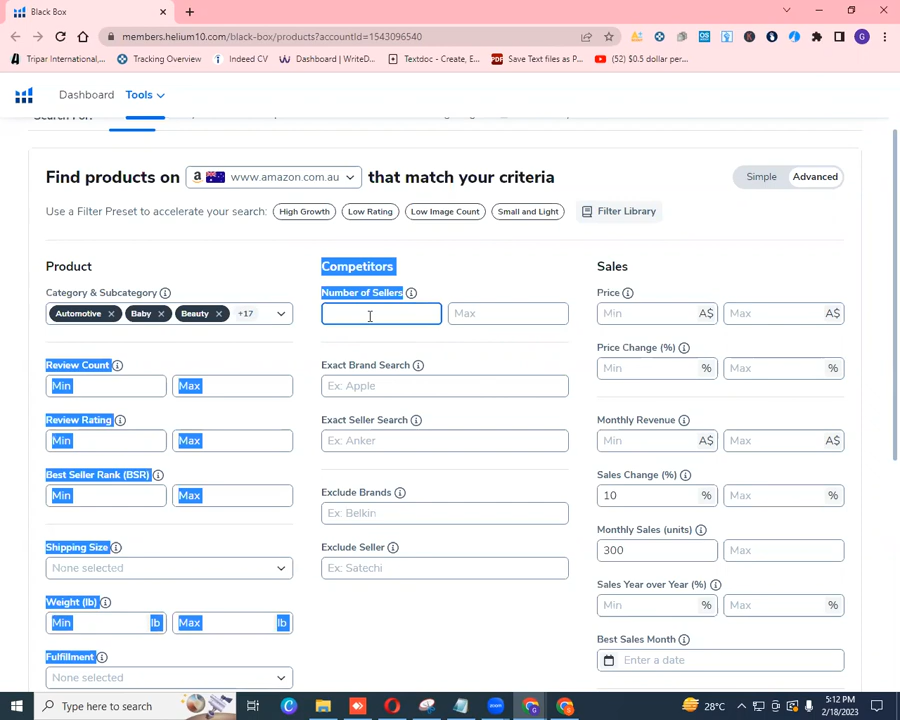 Black Box
members.helium10.com/black-box/products?accountId=1543096540
Tripar International,...
Tracking Overview
Indeed CV
Dashboard | WriteD...
Textdoc - Create, E...
Save Text files as P...
(52) $0.5 dollar per...
Dashboard
Tools
Find products on
www.amazon.com.au
that match your criteria
Simple
Advanced
Use a Filter Preset to accelerate your search:
High Growth
Low Rating
Low Image Count
Small and Light
Filter Library
Product
Category & Subcategory
Automotive
Baby
Beauty
+17
Review Count
Min
Max
Review Rating
Min
Max
Best Seller Rank (BSR)
Min
Max
Shipping Size
None selected
Weight (lb)
Min
lb
Max
lb
Fulfillment
None selected
Competitors
Number of Sellers
Max
Exact Brand Search
Ex: Apple
Exact Seller Search
Ex: Anker
Exclude Brands
Ex: Belkin
Exclude Seller
Ex: Satechi
Sales
Price
Min
A$
Max
A$
Price Change (%)
Min
%
Max
%
Monthly Revenue
Min
A$
Max
A$
Sales Change (%)
10
%
Max
%
Monthly Sales (units)
300
Max
Sales Year over Year (%)
Min
%
Max
%
Best Sales Month
Enter a date
Type here to search
28°C
5:12 PM
2/18/2023